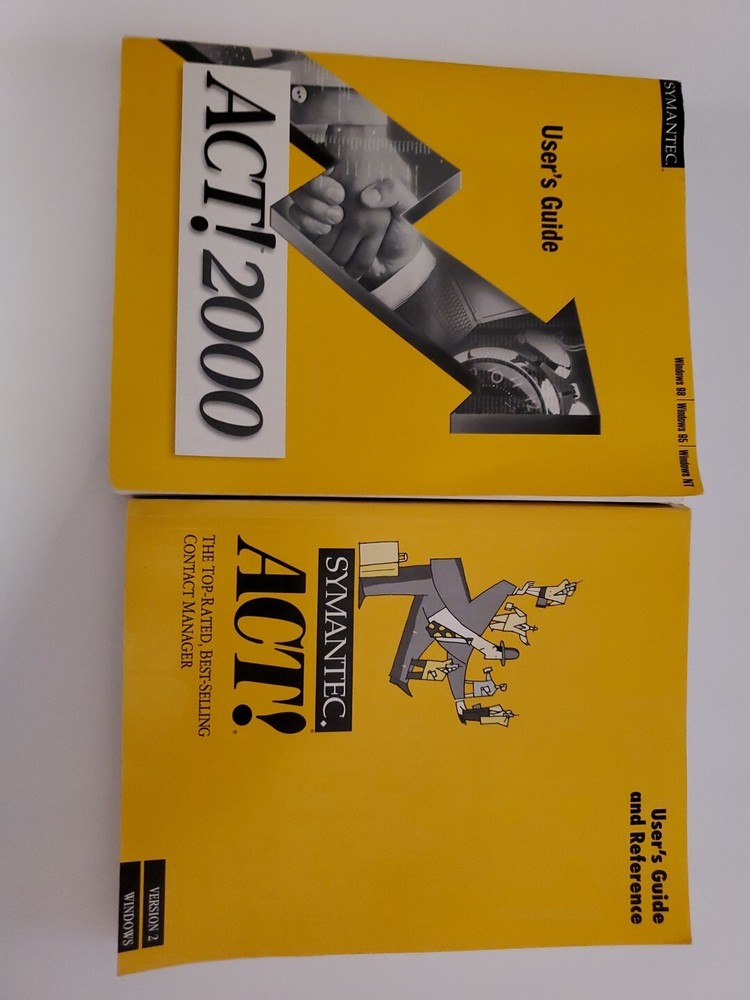 SYMANTEC.
Windows 98 | Windows 95 | Windows NT
User's Guide
ACT! 2000
User's Guide
and Reference
SYMANTEC.
ACT!®
THE TOP-RATED, BEST-SELLING
CONTACT MANAGER
VERSION 2
WINDOWS